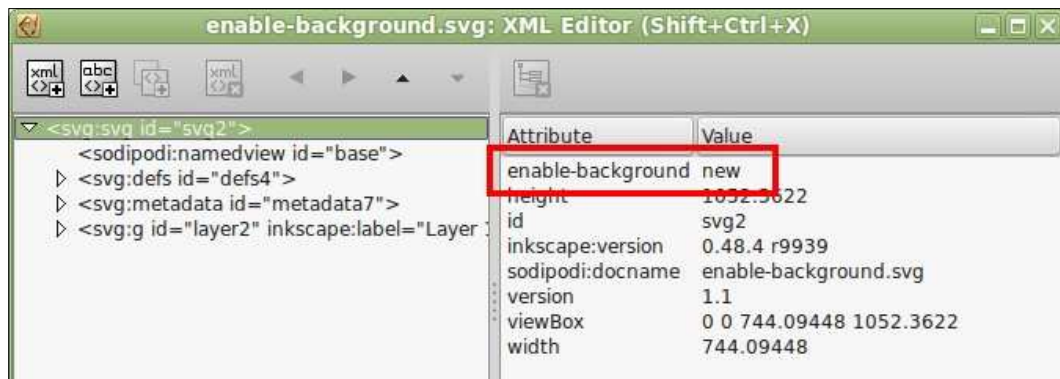 enable-background.svg: XML Editor (Shift+Ctrl+X)
xml
abc
xml
<svg:svg id="svg2">
<sodipodi:namedview id="base">
<svg:defs id="defs4">
<svg:metadata id="metadata7">
<svg:g id="layer2" inkscape:label="Layer
Attribute Value
enable-background new
height 1052.3622
id svg2
inkscape:version 0.48.4 r9939
sodipodi:docname enable-background.svg
version 1.1
viewBox 0 0 744.09448 1052.3622
width 744.09448